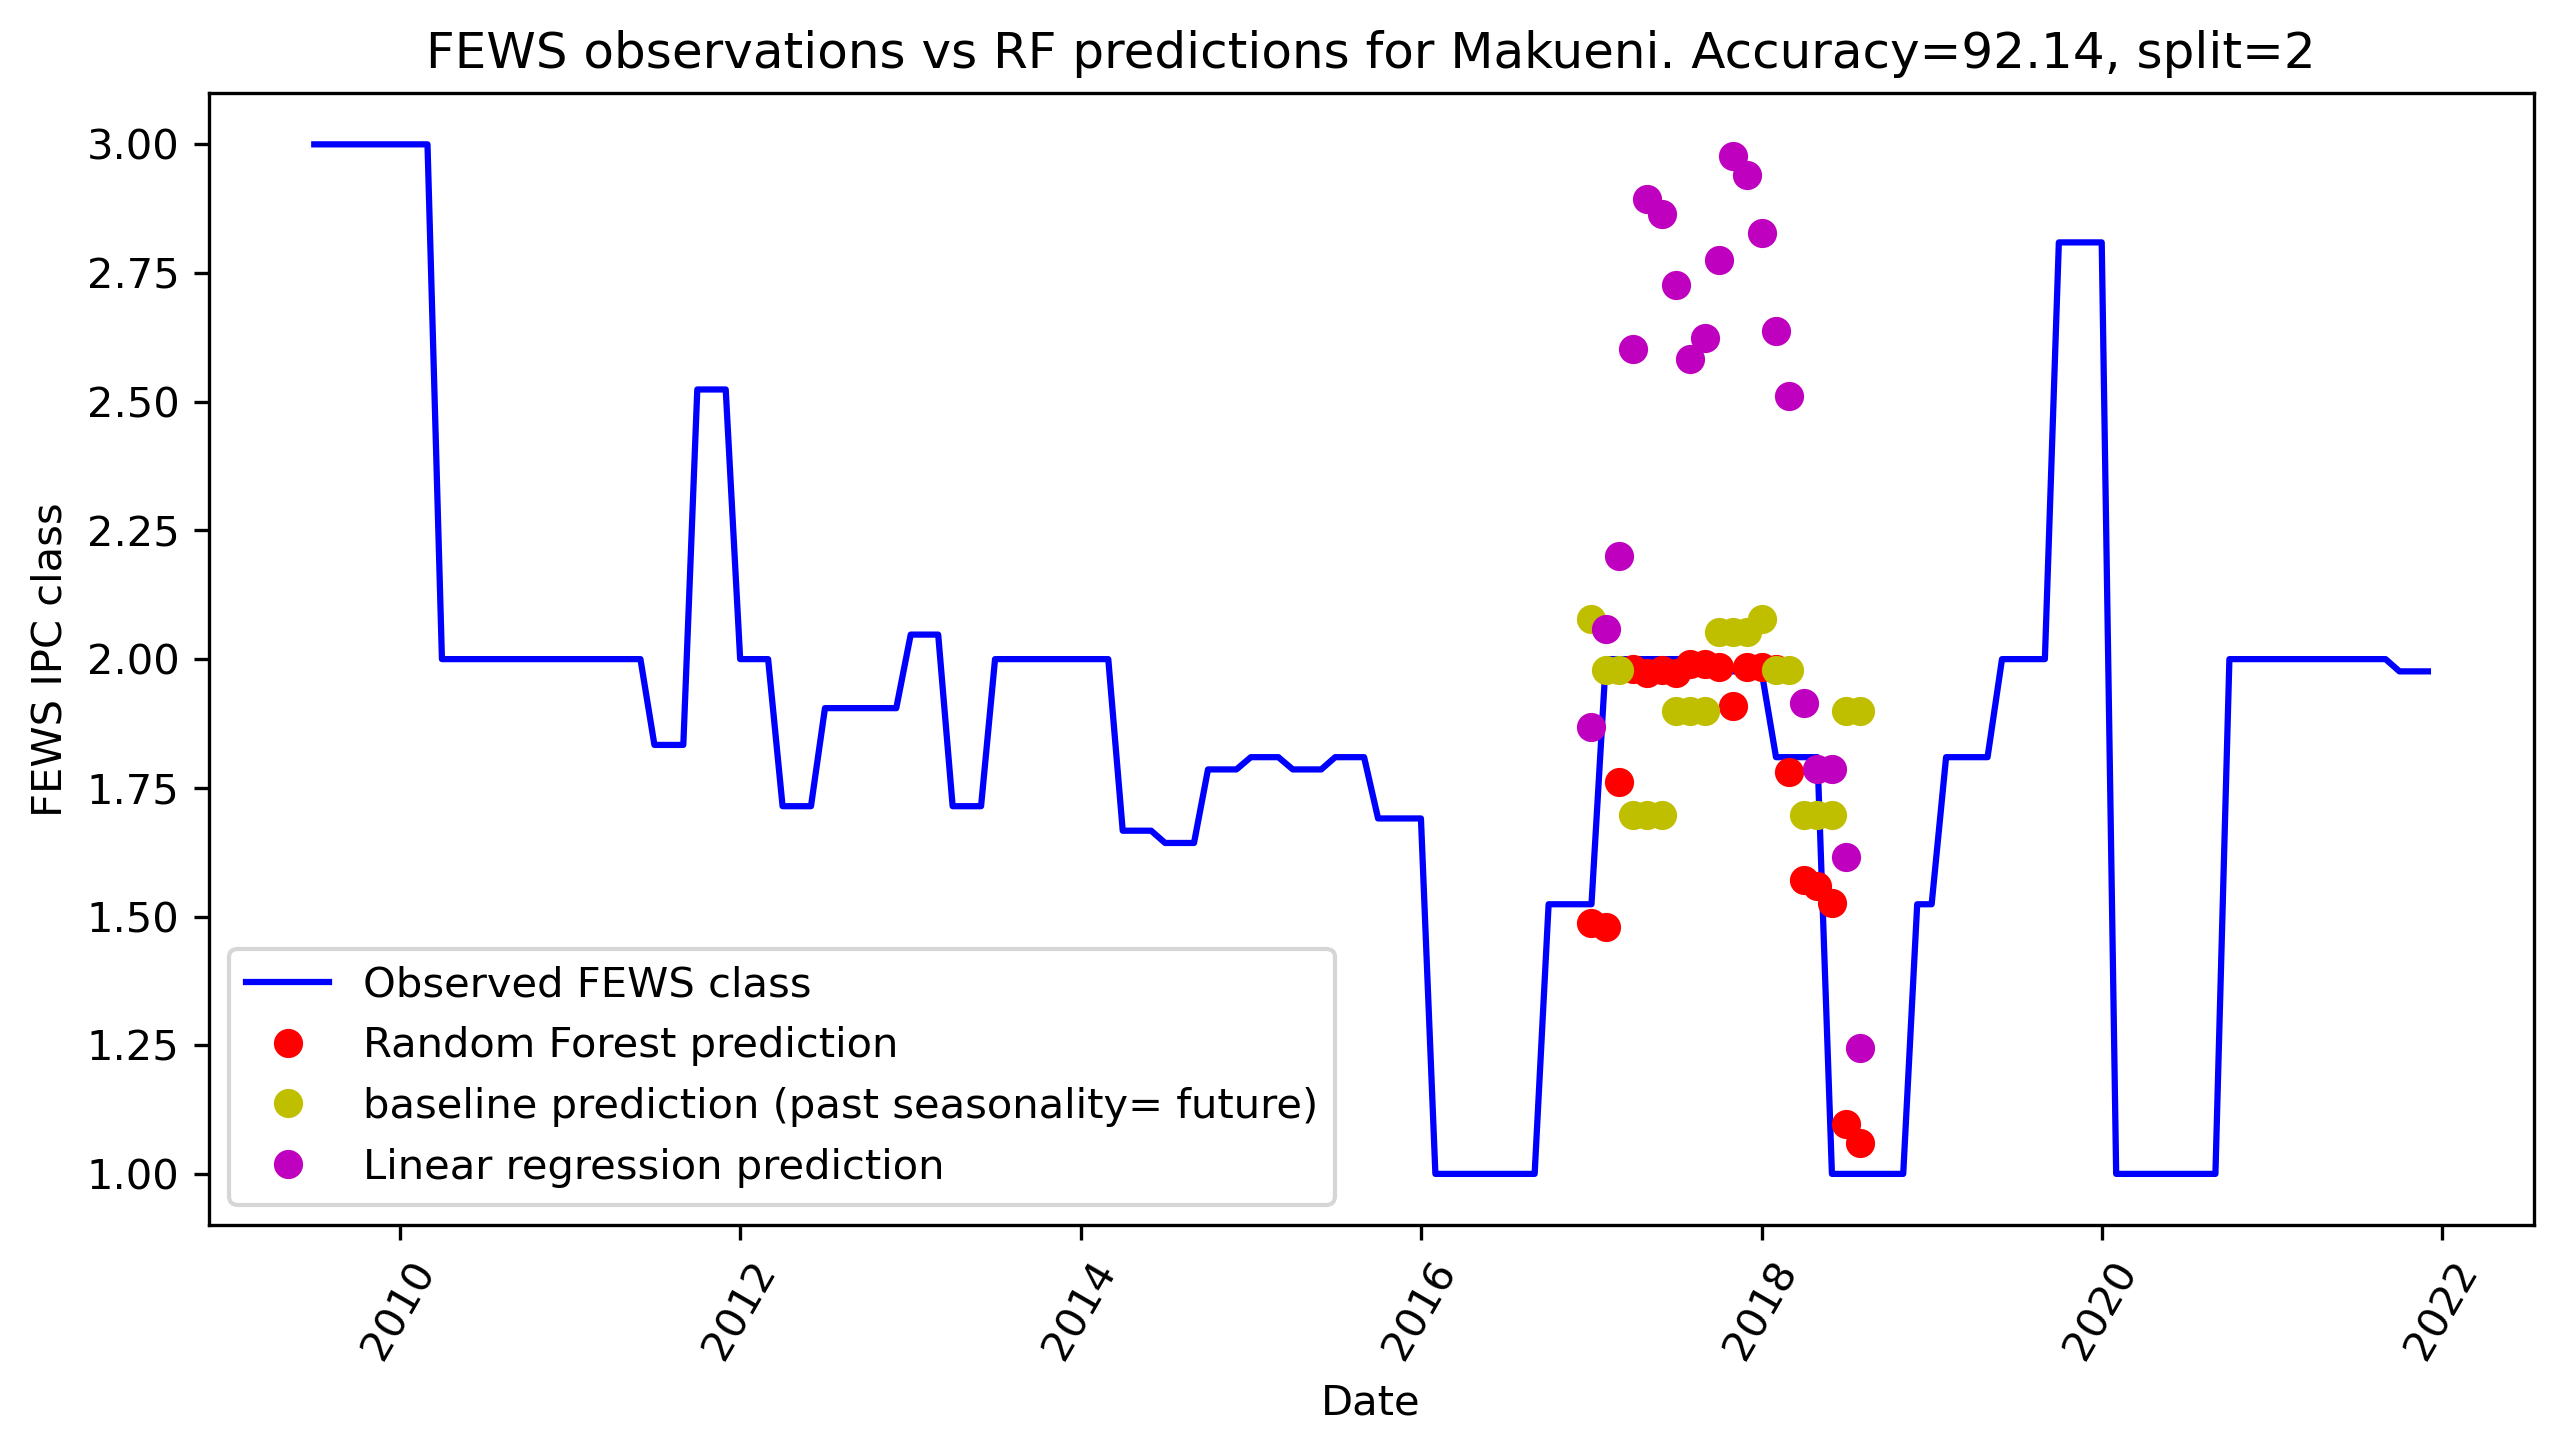 FEWS observations vs RF predictions for Makueni. Accuracy=92.14, split=2
FEWS IPC class
3.00
2.75
2.50
2.25
2.00
1.75
1.50
1.25
1.00
Observed FEWS class
Random Forest prediction
baseline prediction (past seasonality= future)
Linear regression prediction
2010
2012
2014
2016
2018
2020
2022
Date